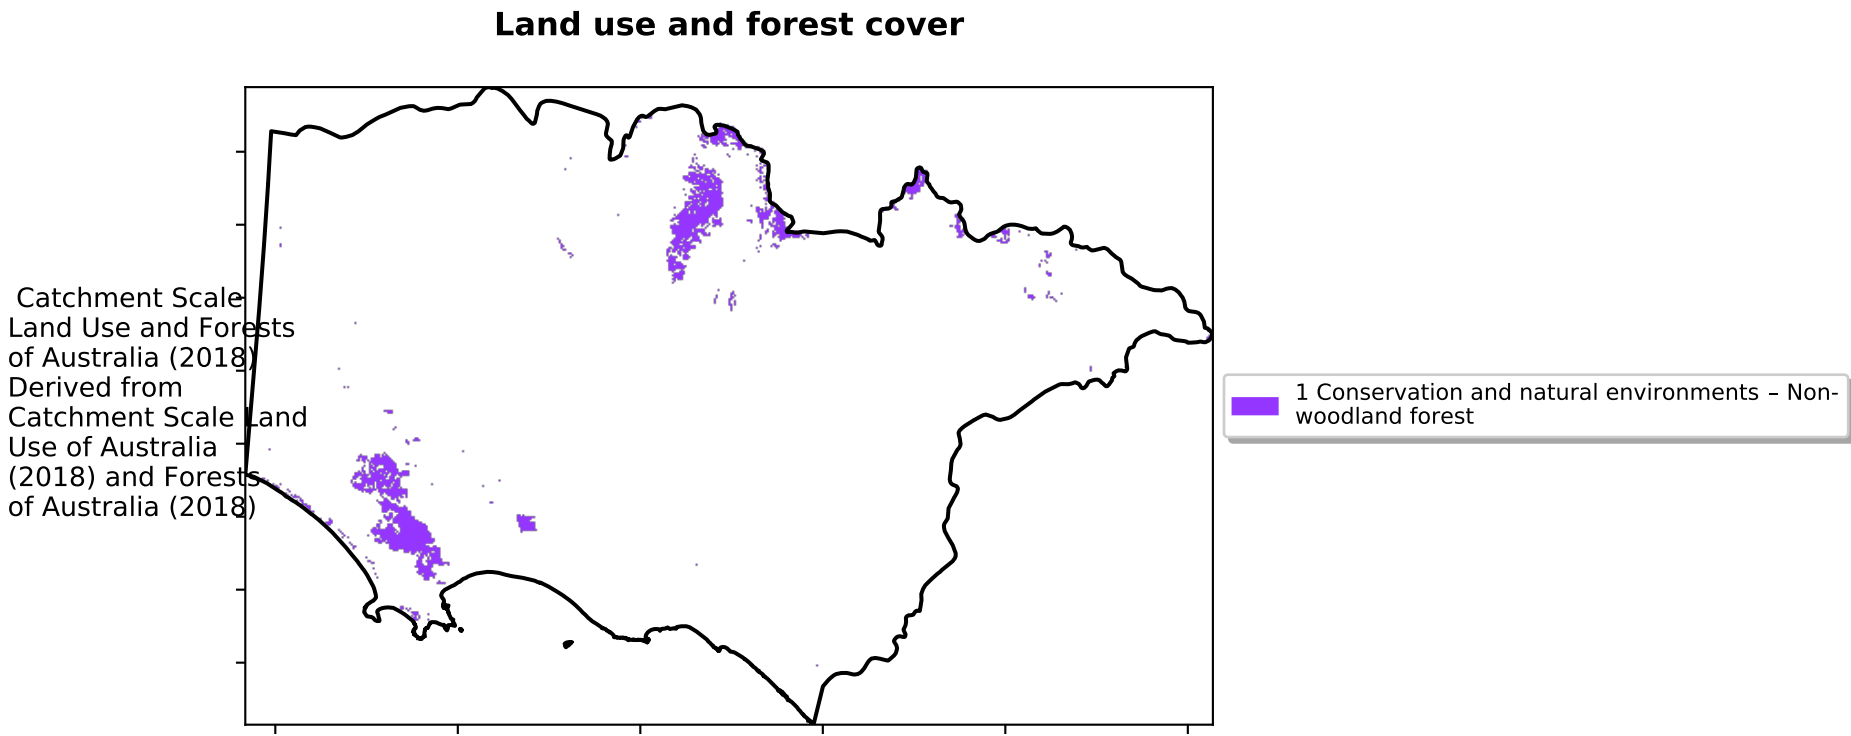 Land use and forest cover
Catchment Scale
Land Use and Forests
of Australia (2018)
Derived from
Catchment Scale Land
Use of Australia
(2018) and Forests
of Australia (2018)
1 Conservation and natural environments – Non-
woodland forest